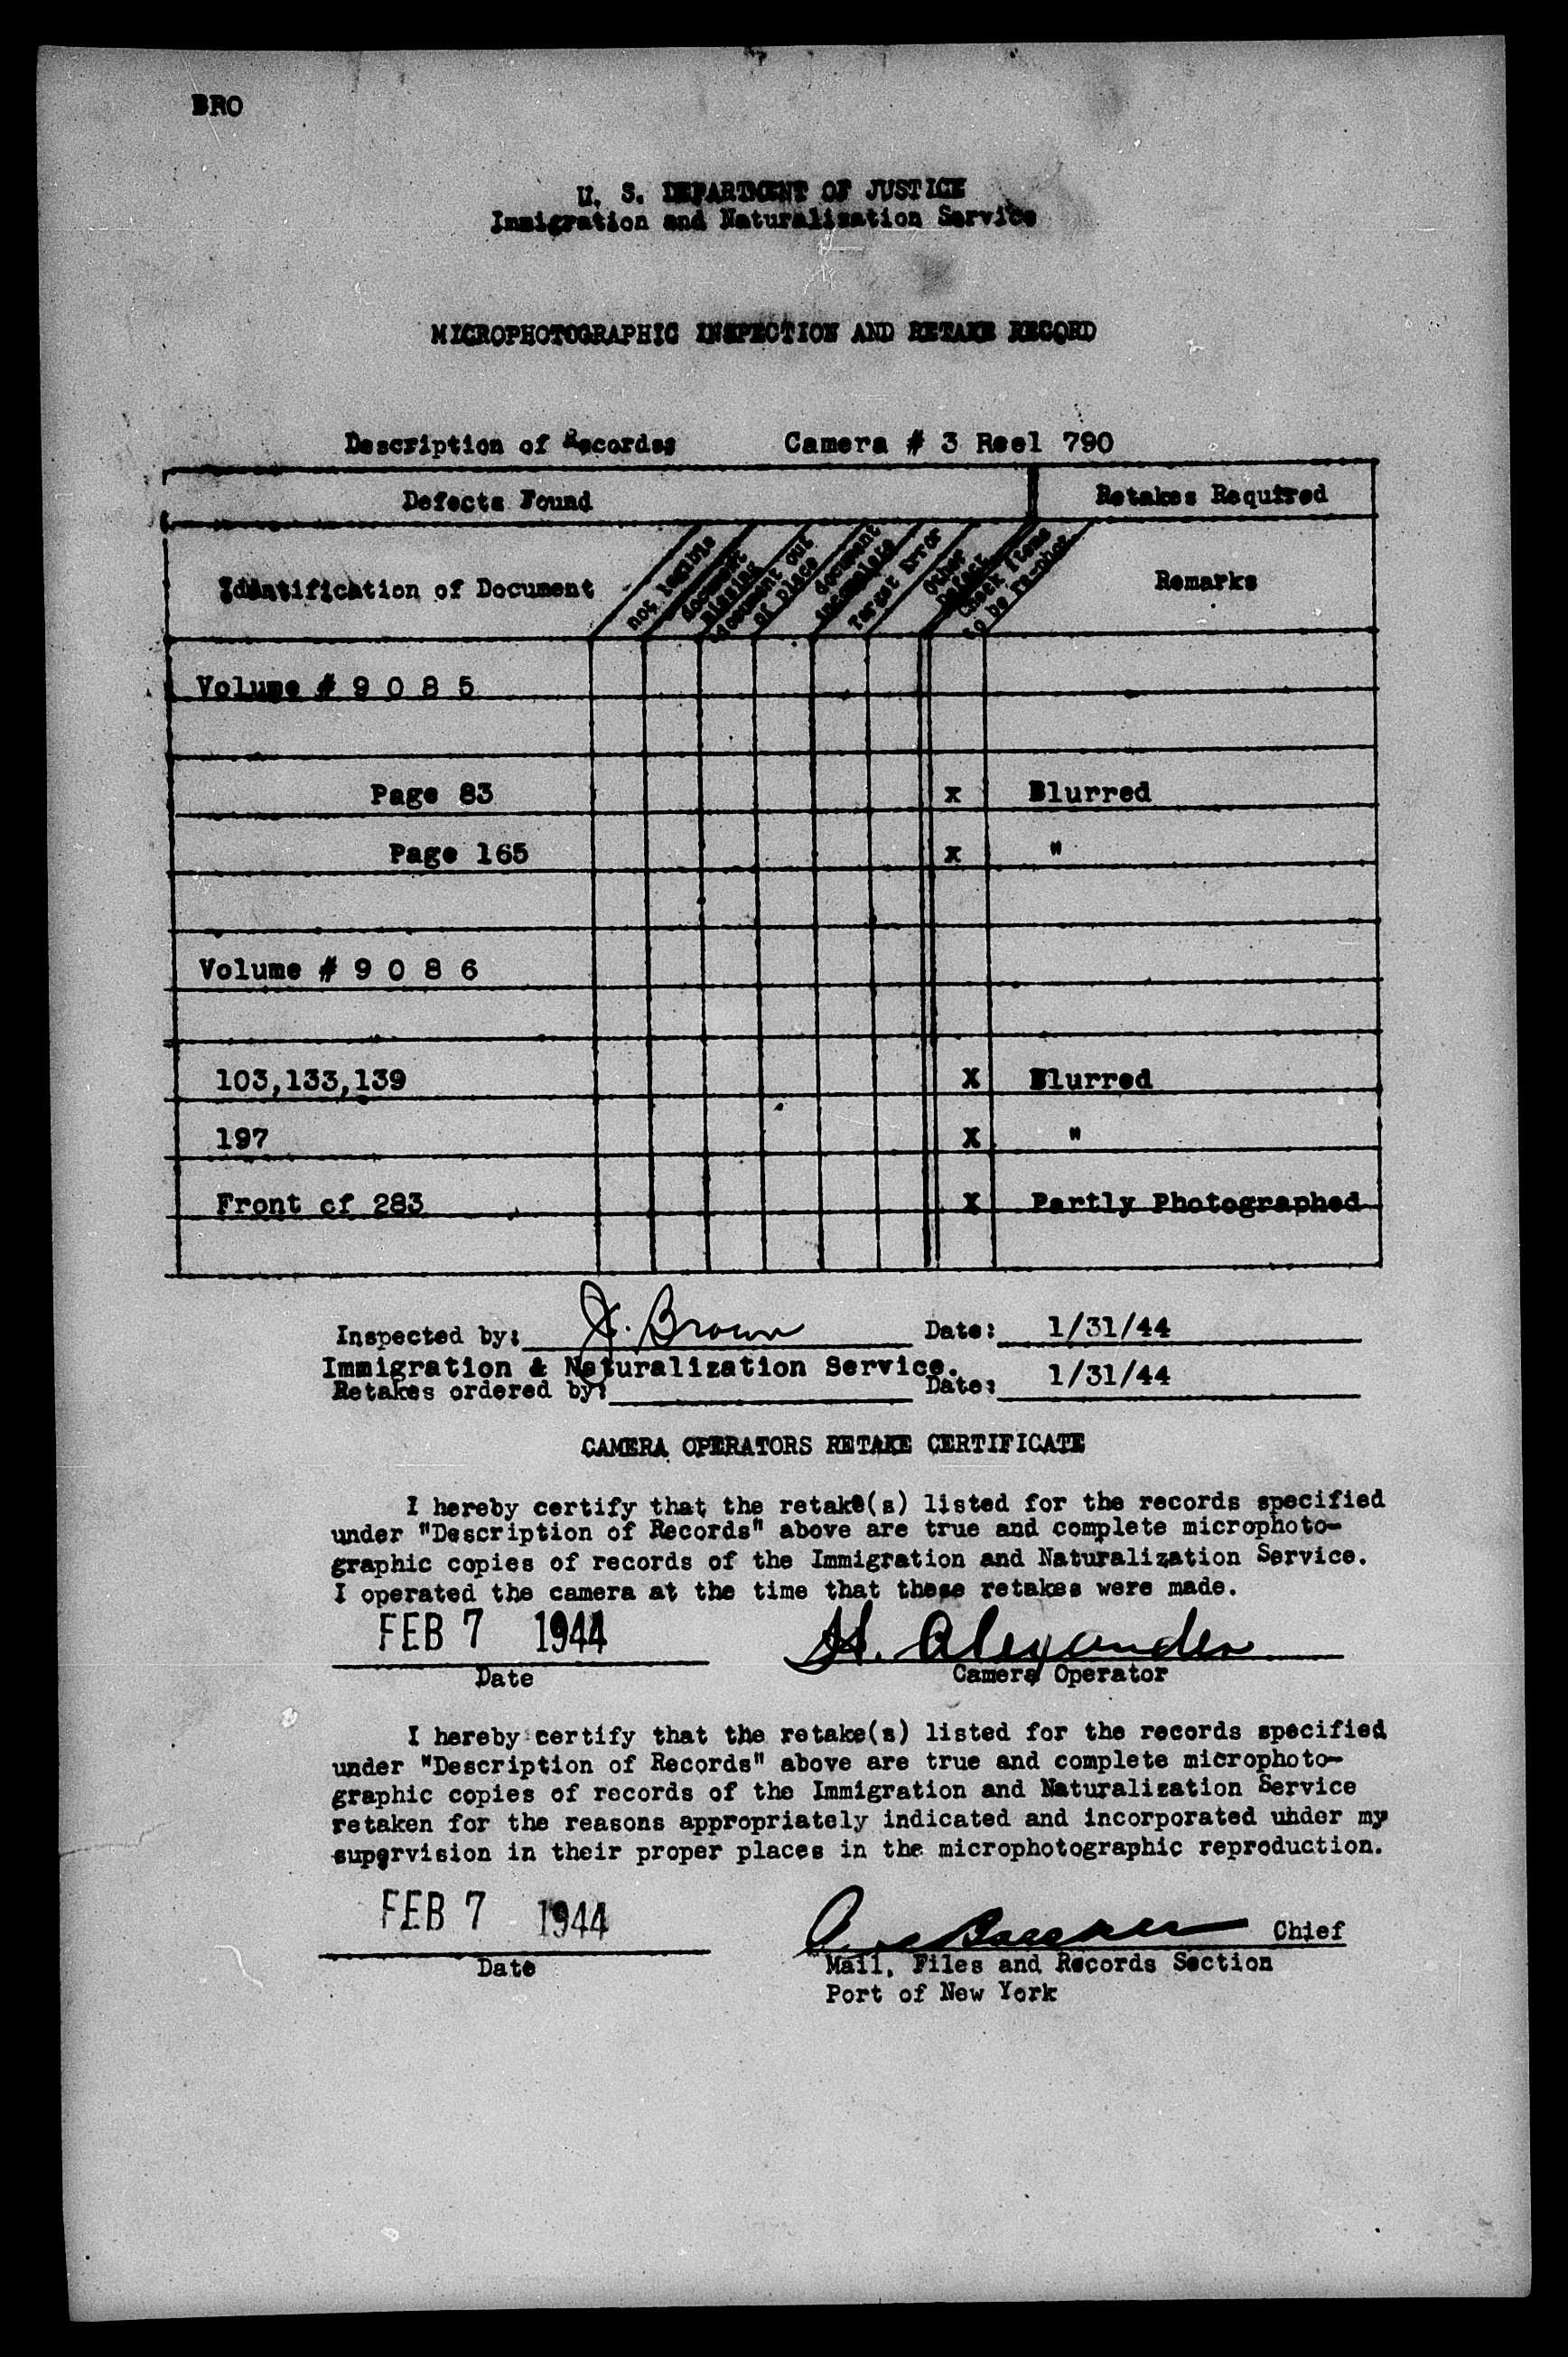 BRO
U. S. DEPARTMENT OF JUSTICE
Immigration and Naturalization Service
MICROPHOTOGRAPHIC INSPECTION AND RETAKE RECORD
Description of Records: Camera # 3 Reel 790
Defects Found Retakes Required
Identification of Document
not legible
document missing
document out of place
document incomplete
Target Error
Other Defect
Check Items to be re-phot.
Remarks
Volume # 9 0 8 5
Page 83 x Blurred
Page 165 x "
Volume # 9 0 8 6
103,133,139 X Blurred
197 X "
Front of 283 X Partly Photographed
Inspected by: Brown Date: 1/31/44
Immigration & Naturalization Service.
Retakes ordered by: Date: 1/31/44
CAMERA OPERATORS RETAKE CERTIFICATE
I hereby certify that the retake(s) listed for the records specified
under "Description of Records" above are true and complete microphoto-
graphic copies of records of the Immigration and Naturalization Service.
I operated the camera at the time that these retakes were made.
FEB 7 1944 H. Alexander
Date Camera Operator
I hereby certify that the retake(s) listed for the records specified
under "Description of Records" above are true and complete microphoto-
graphic copies of records of the Immigration and Naturalization Service
retaken for the reasons appropriately indicated and incorporated under my
supervision in their proper places in the microphotographic reproduction.
FEB 7 1944 Chief
Date Mail, Files and Records Section
Port of New York